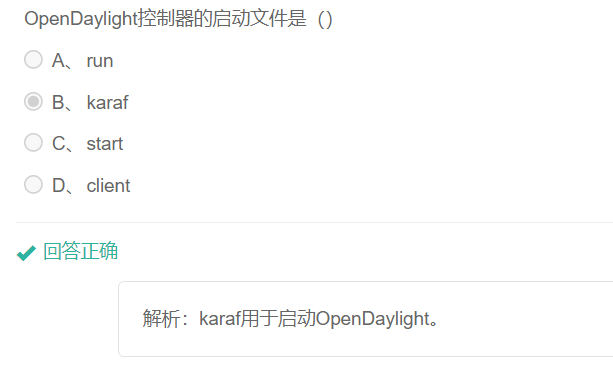 OpenDaylight控制器的启动文件是（）
A、 run
B、 karaf
C、 start
D、 client
回答正确
解析：karaf用于启动OpenDaylight。